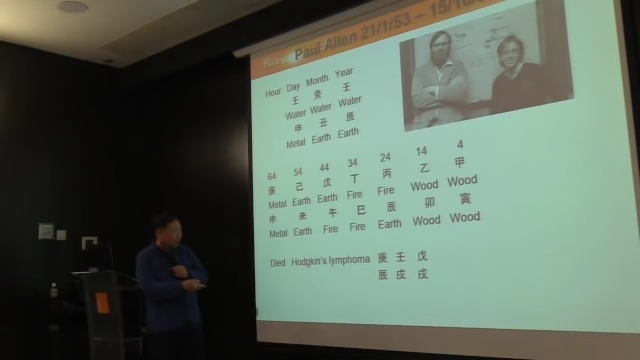 Paul Allen 21/1/53 – 15/10/
Hour Day Month Year
壬 癸 壬
Water Water Water
申 丑 辰
Metal Earth Earth
64 54 44 34 24 14 4
庚 己 戊 丁 丙 乙 甲
Metal Earth Earth Fire Fire Wood Wood
申 未 午 巳 辰 卯 寅
Metal Earth Fire Fire Earth Wood Wood
Died Hodgkin's lymphoma 庚 壬 戊
辰 戌 戌